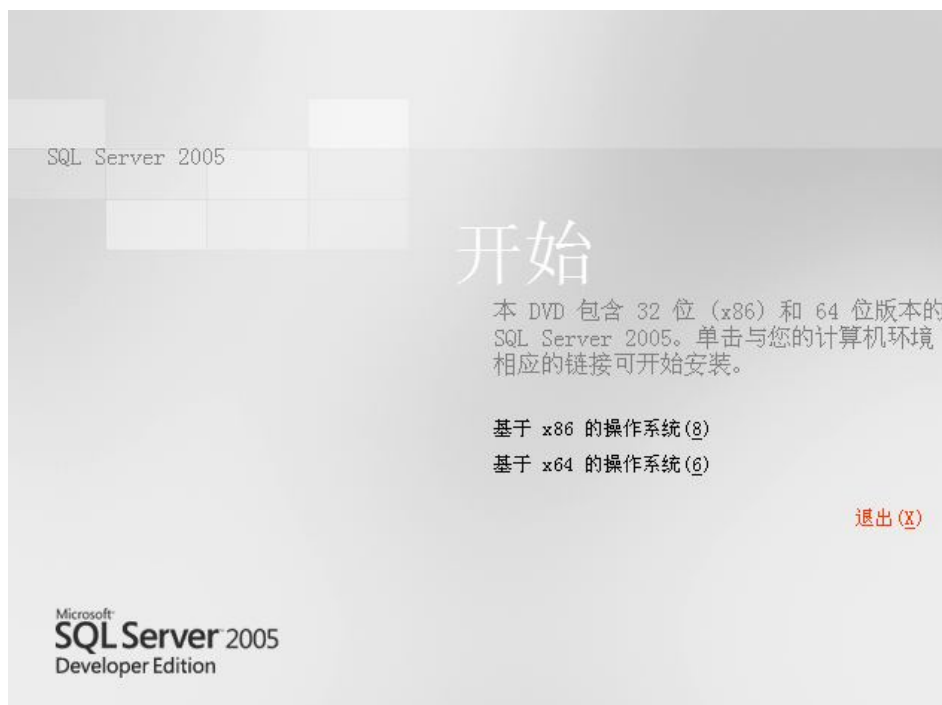 SQL Server 2005
开始
本 DVD 包含 32 位 (x86) 和 64 位版本的
SQL Server 2005。单击与您的计算机环境
相应的链接可开始安装。
基于 x86 的操作系统(8)
基于 x64 的操作系统(6)
退出(X)
Microsoft
SQL Server 2005
Developer Edition